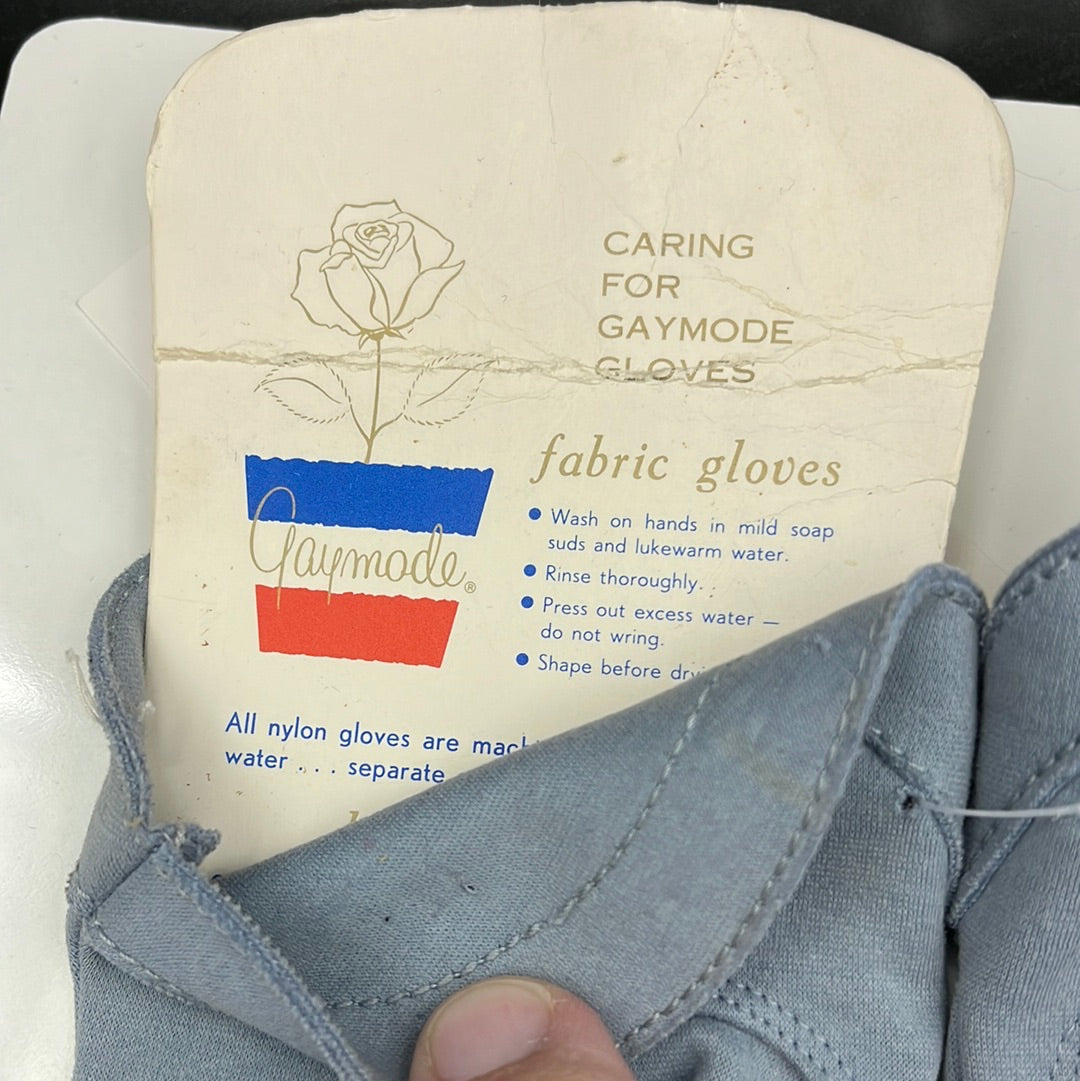 CARING
FOR
GAYMODE
GLOVES
Gaymode®
fabric gloves
● Wash on hands in mild soap
suds and lukewarm water.
● Rinse thoroughly.
● Press out excess water —
do not wring.
● Shape before
All nylon gloves are
water . . . separate